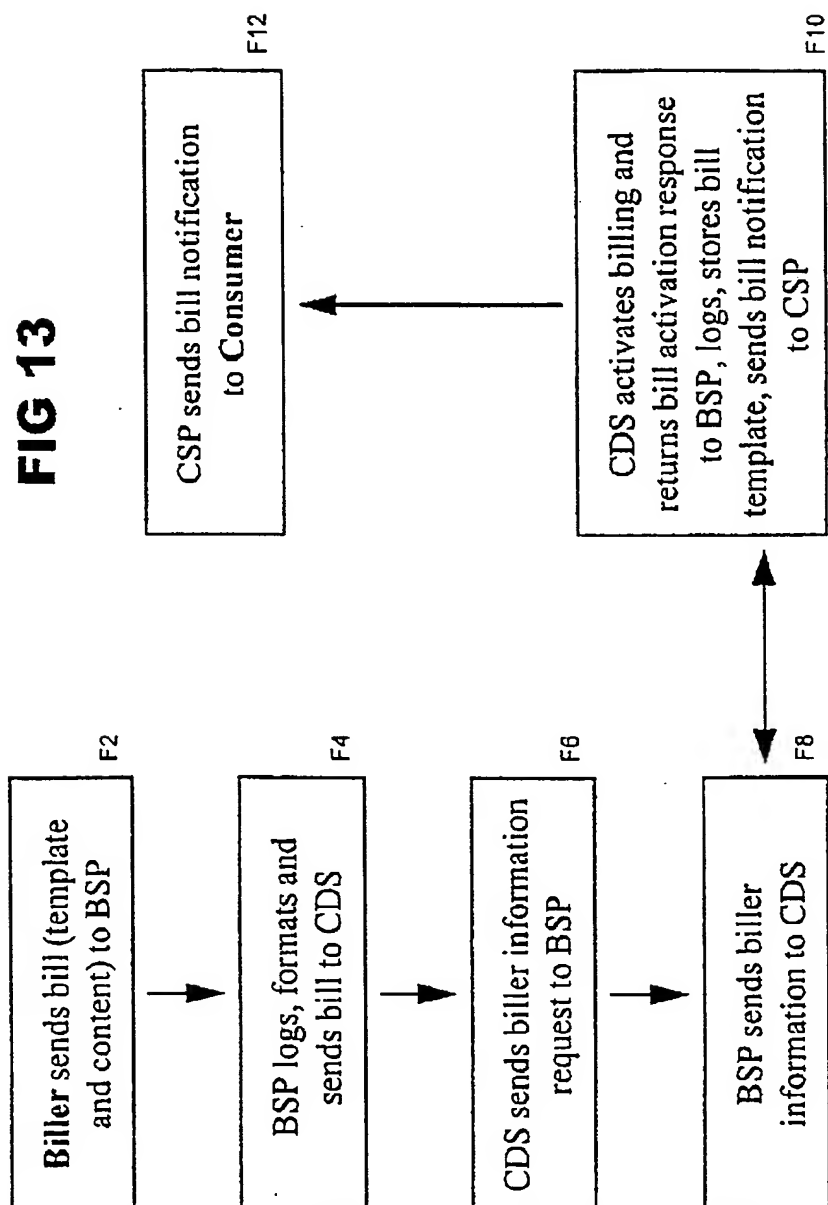 FIG 13
Biller sends bill (template
and content) to BSP
F2
BSP logs, formats and
sends bill to CDS
F4
CDS sends biller information
request to BSP
F6
BSP sends biller
information to CDS
F8
CDS activates billing and
returns bill activation response
to BSP, logs, stores bill
template, sends bill notification
to CSP
F10
CSP sends bill notification
to Consumer
F12